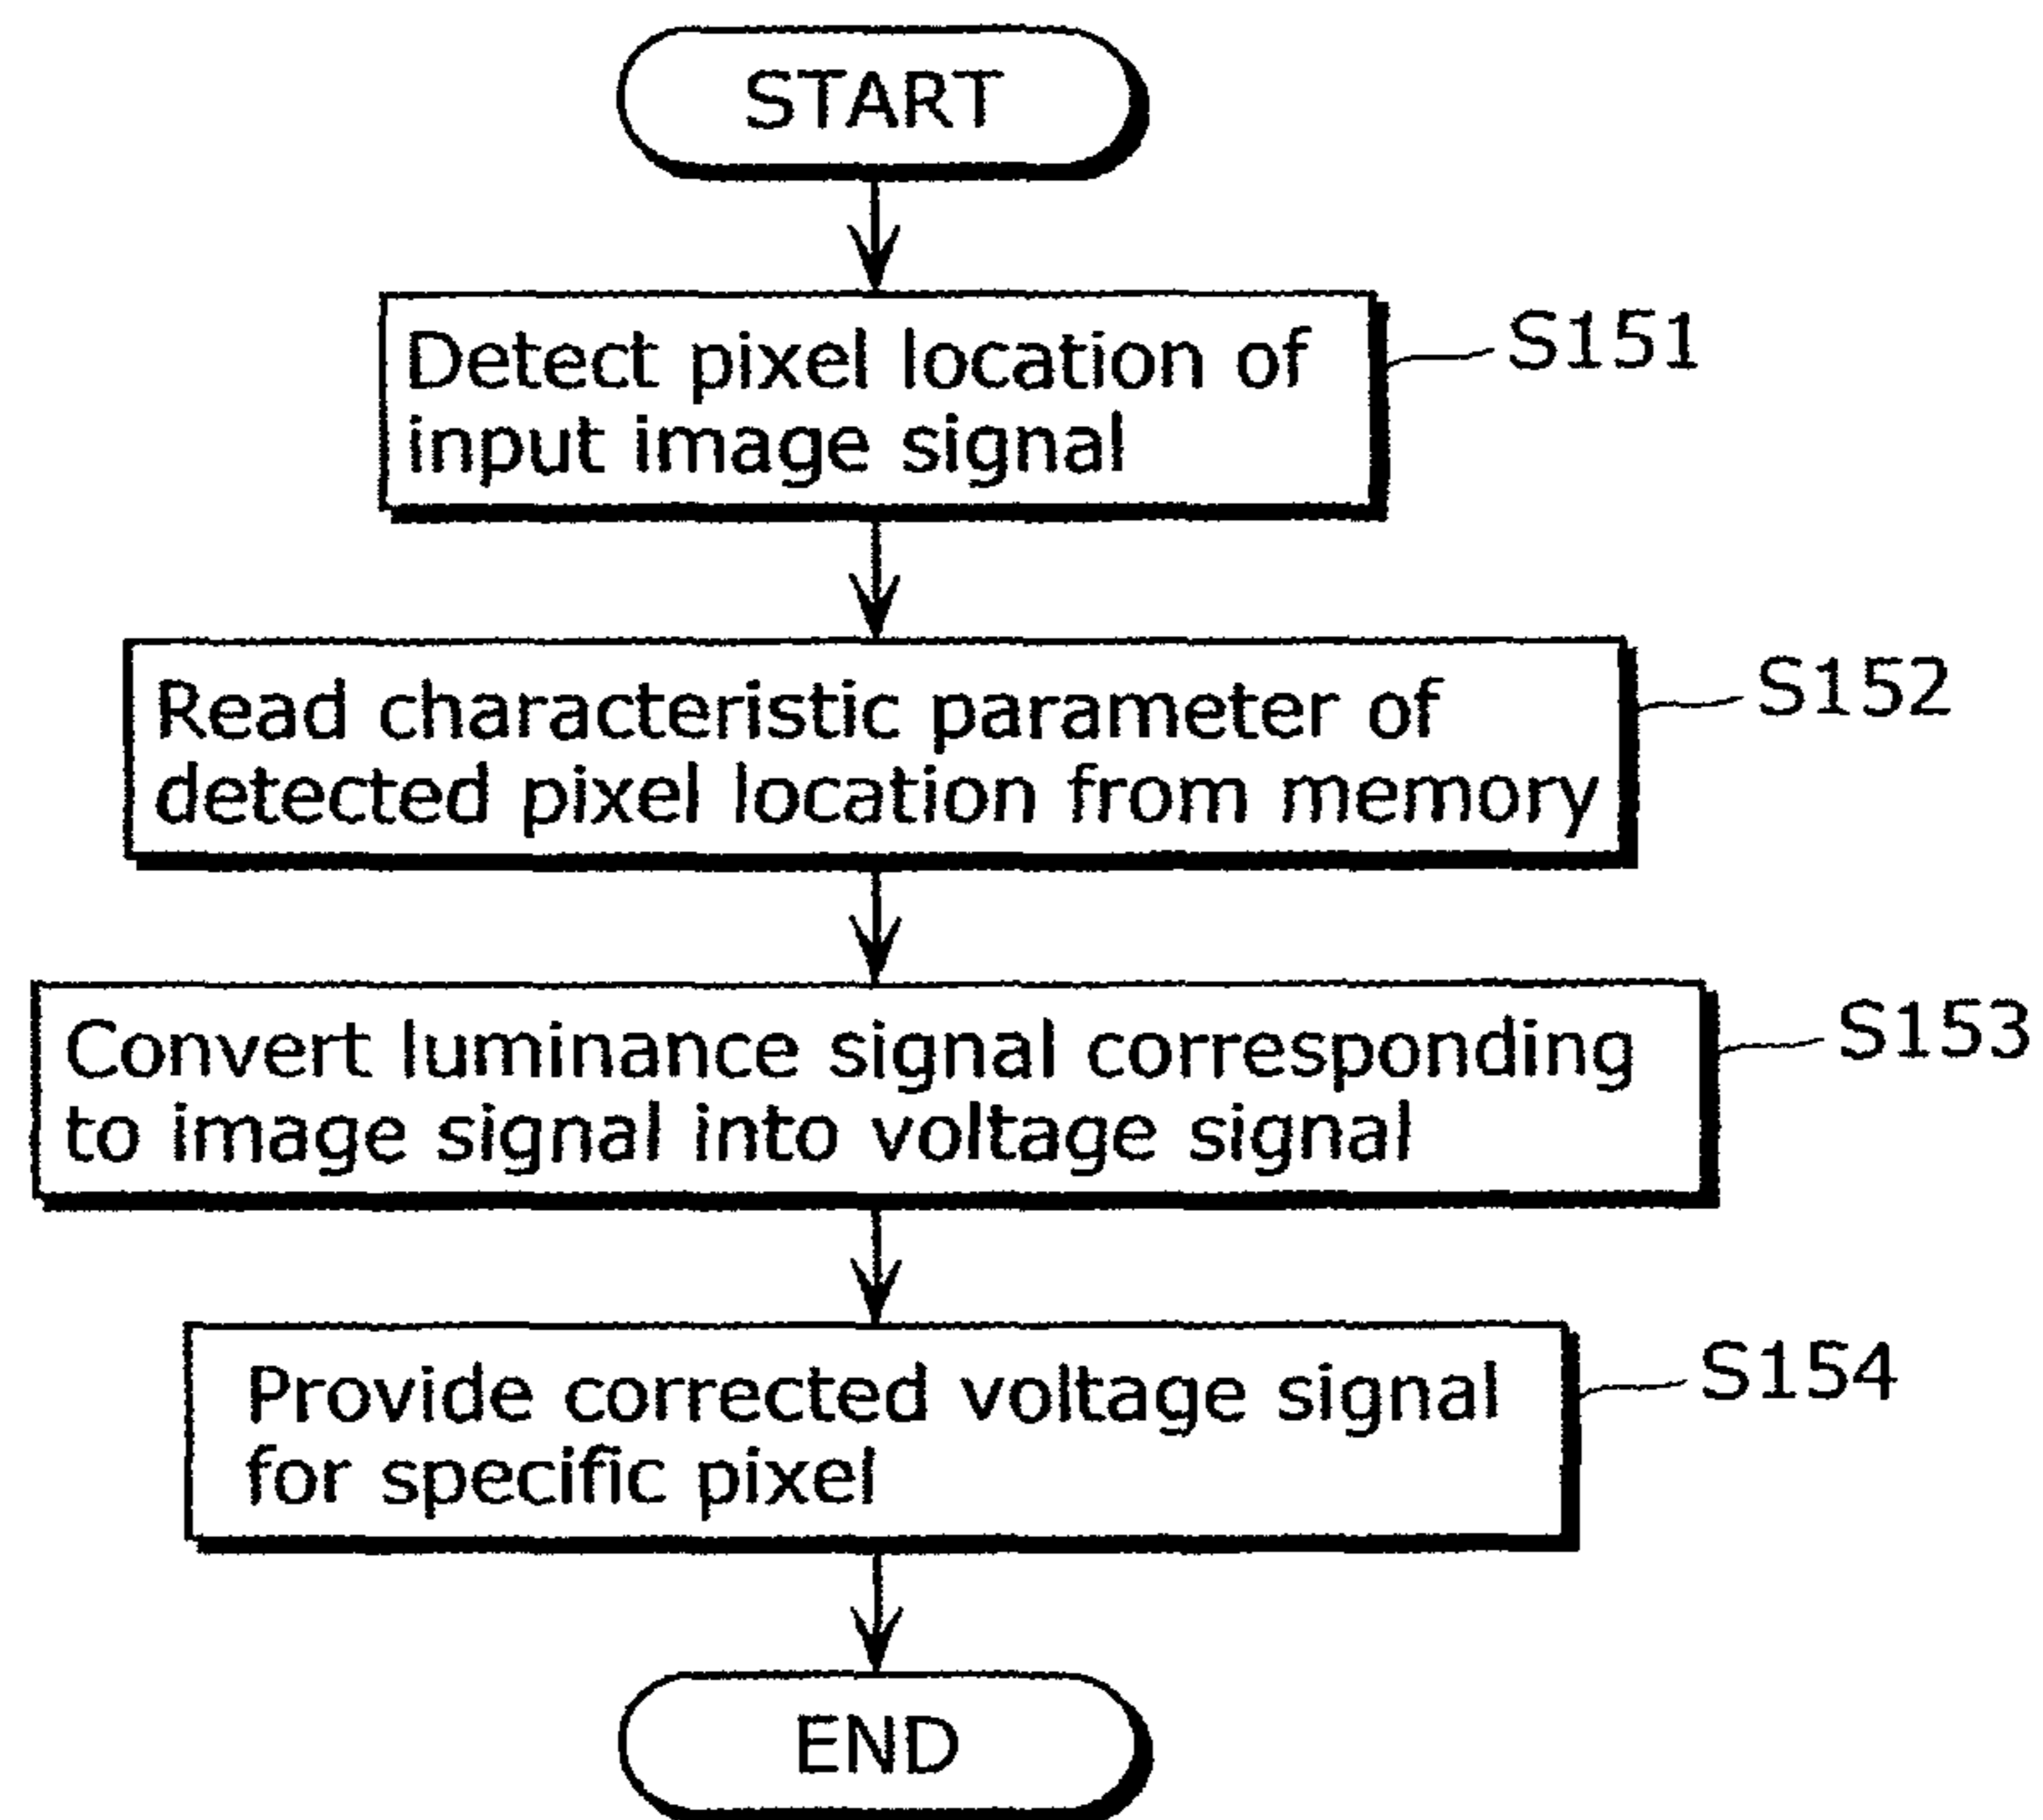 START
Detect pixel location of
input image signal
S151
Read characteristic parameter of
detected pixel location from memory
S152
Convert luminance signal corresponding
to image signal into voltage signal
S153
Provide corrected voltage signal
for specific pixel
S154
END